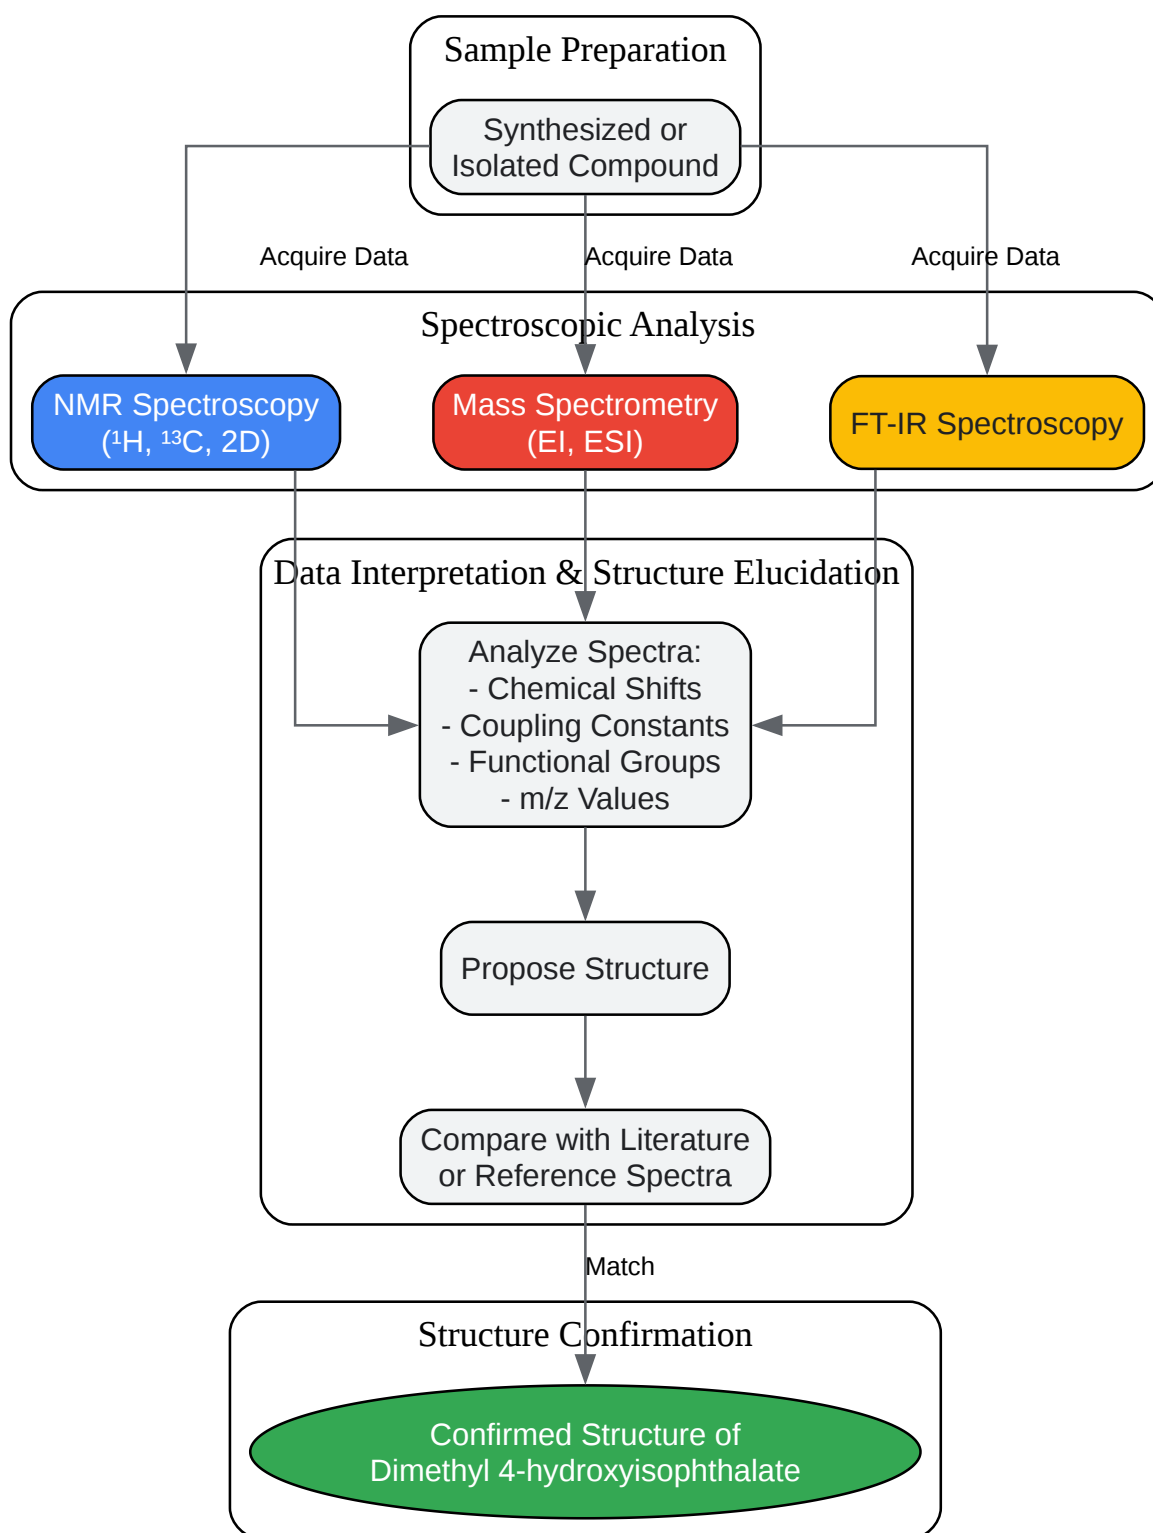 Sample Preparation
Synthesized or
Isolated Compound
Acquire Data
Acquire Data
Acquire Data
Spectroscopic Analysis
NMR Spectroscopy
(¹H, ¹³C, 2D)
Mass Spectrometry
(EI, ESI)
FT-IR Spectroscopy
Data Interpretation & Structure Elucidation
Analyze Spectra:
- Chemical Shifts
- Coupling Constants
- Functional Groups
- m/z Values
Propose Structure
Compare with Literature
or Reference Spectra
Match
Structure Confirmation
Confirmed Structure of
Dimethyl 4-hydroxyisophthalate